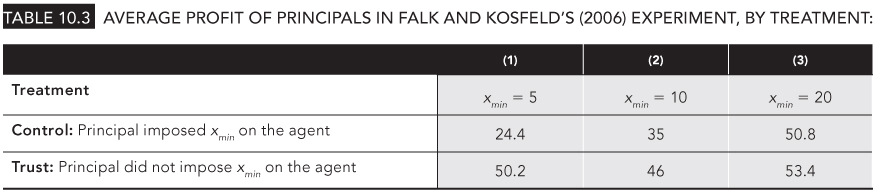 TABLE 10.3 AVERAGE PROFIT OF PRINCIPALS IN FALK AND KOSFELD'S (2006) EXPERIMENT, BY TREATMENT:
(1) (2) (3)
Treatment x_min = 5 x_min = 10 x_min = 20
Control: Principal imposed x_min on the agent 24.4 35 50.8
Trust: Principal did not impose x_min on the agent 50.2 46 53.4